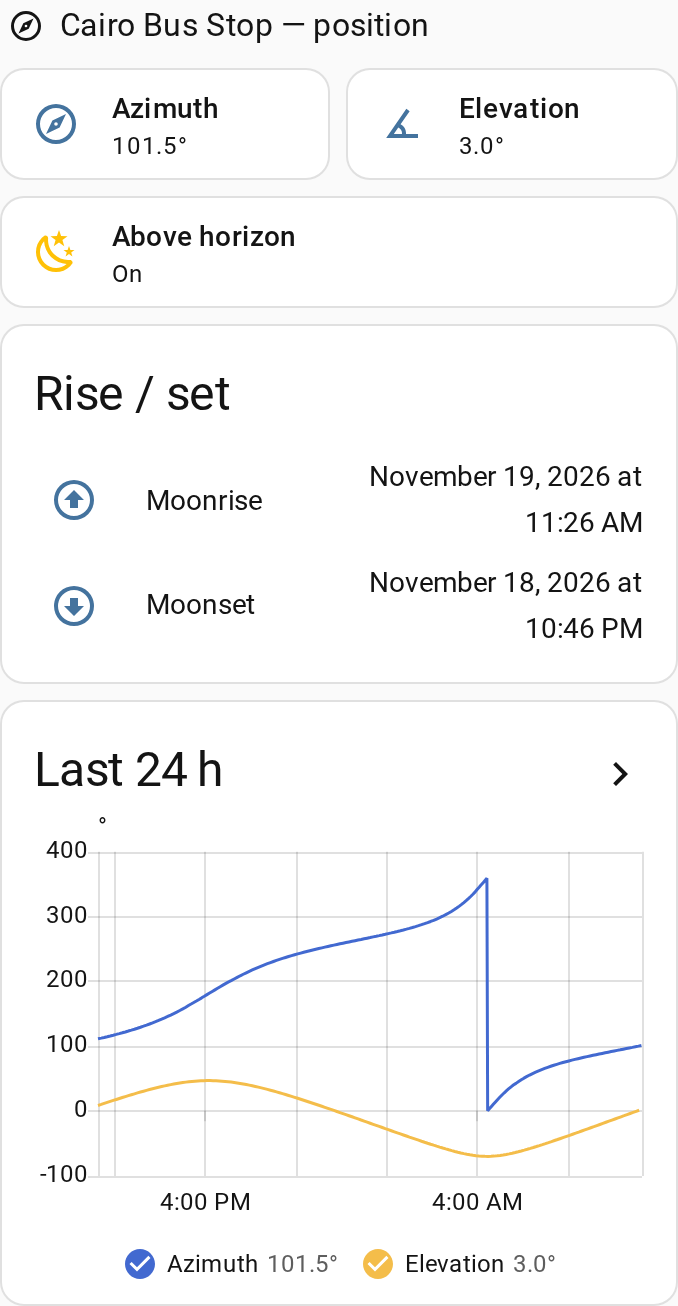 Cairo Bus Stop — position
Azimuth
101.5°
Elevation
3.0°
Above horizon
On
Rise / set
Moonrise
November 19, 2026 at
11:26 AM
Moonset
November 18, 2026 at
10:46 PM
Last 24 h
°
400
300
200
100
0
-100
4:00 PM
4:00 AM
Azimuth 101.5°
Elevation 3.0°